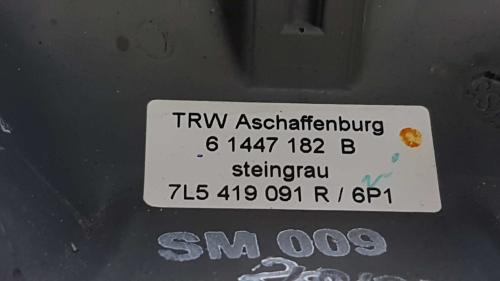 TRW Aschaffenburg
6 1447 182 B
steingrau
7L5 419 091 R / 6P1
SM 009